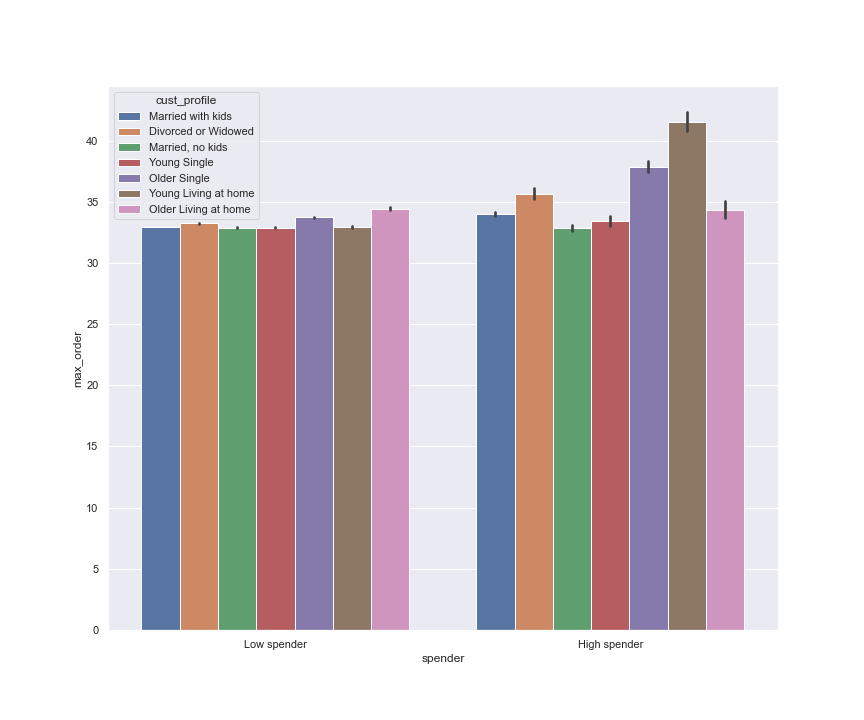 cust_profile
Married with kids
Divorced or Widowed
Married, no kids
Young Single
Older Single
Young Living at home
Older Living at home
max_order
40
35
30
25
20
15
10
5
0
Low spender
High spender
spender